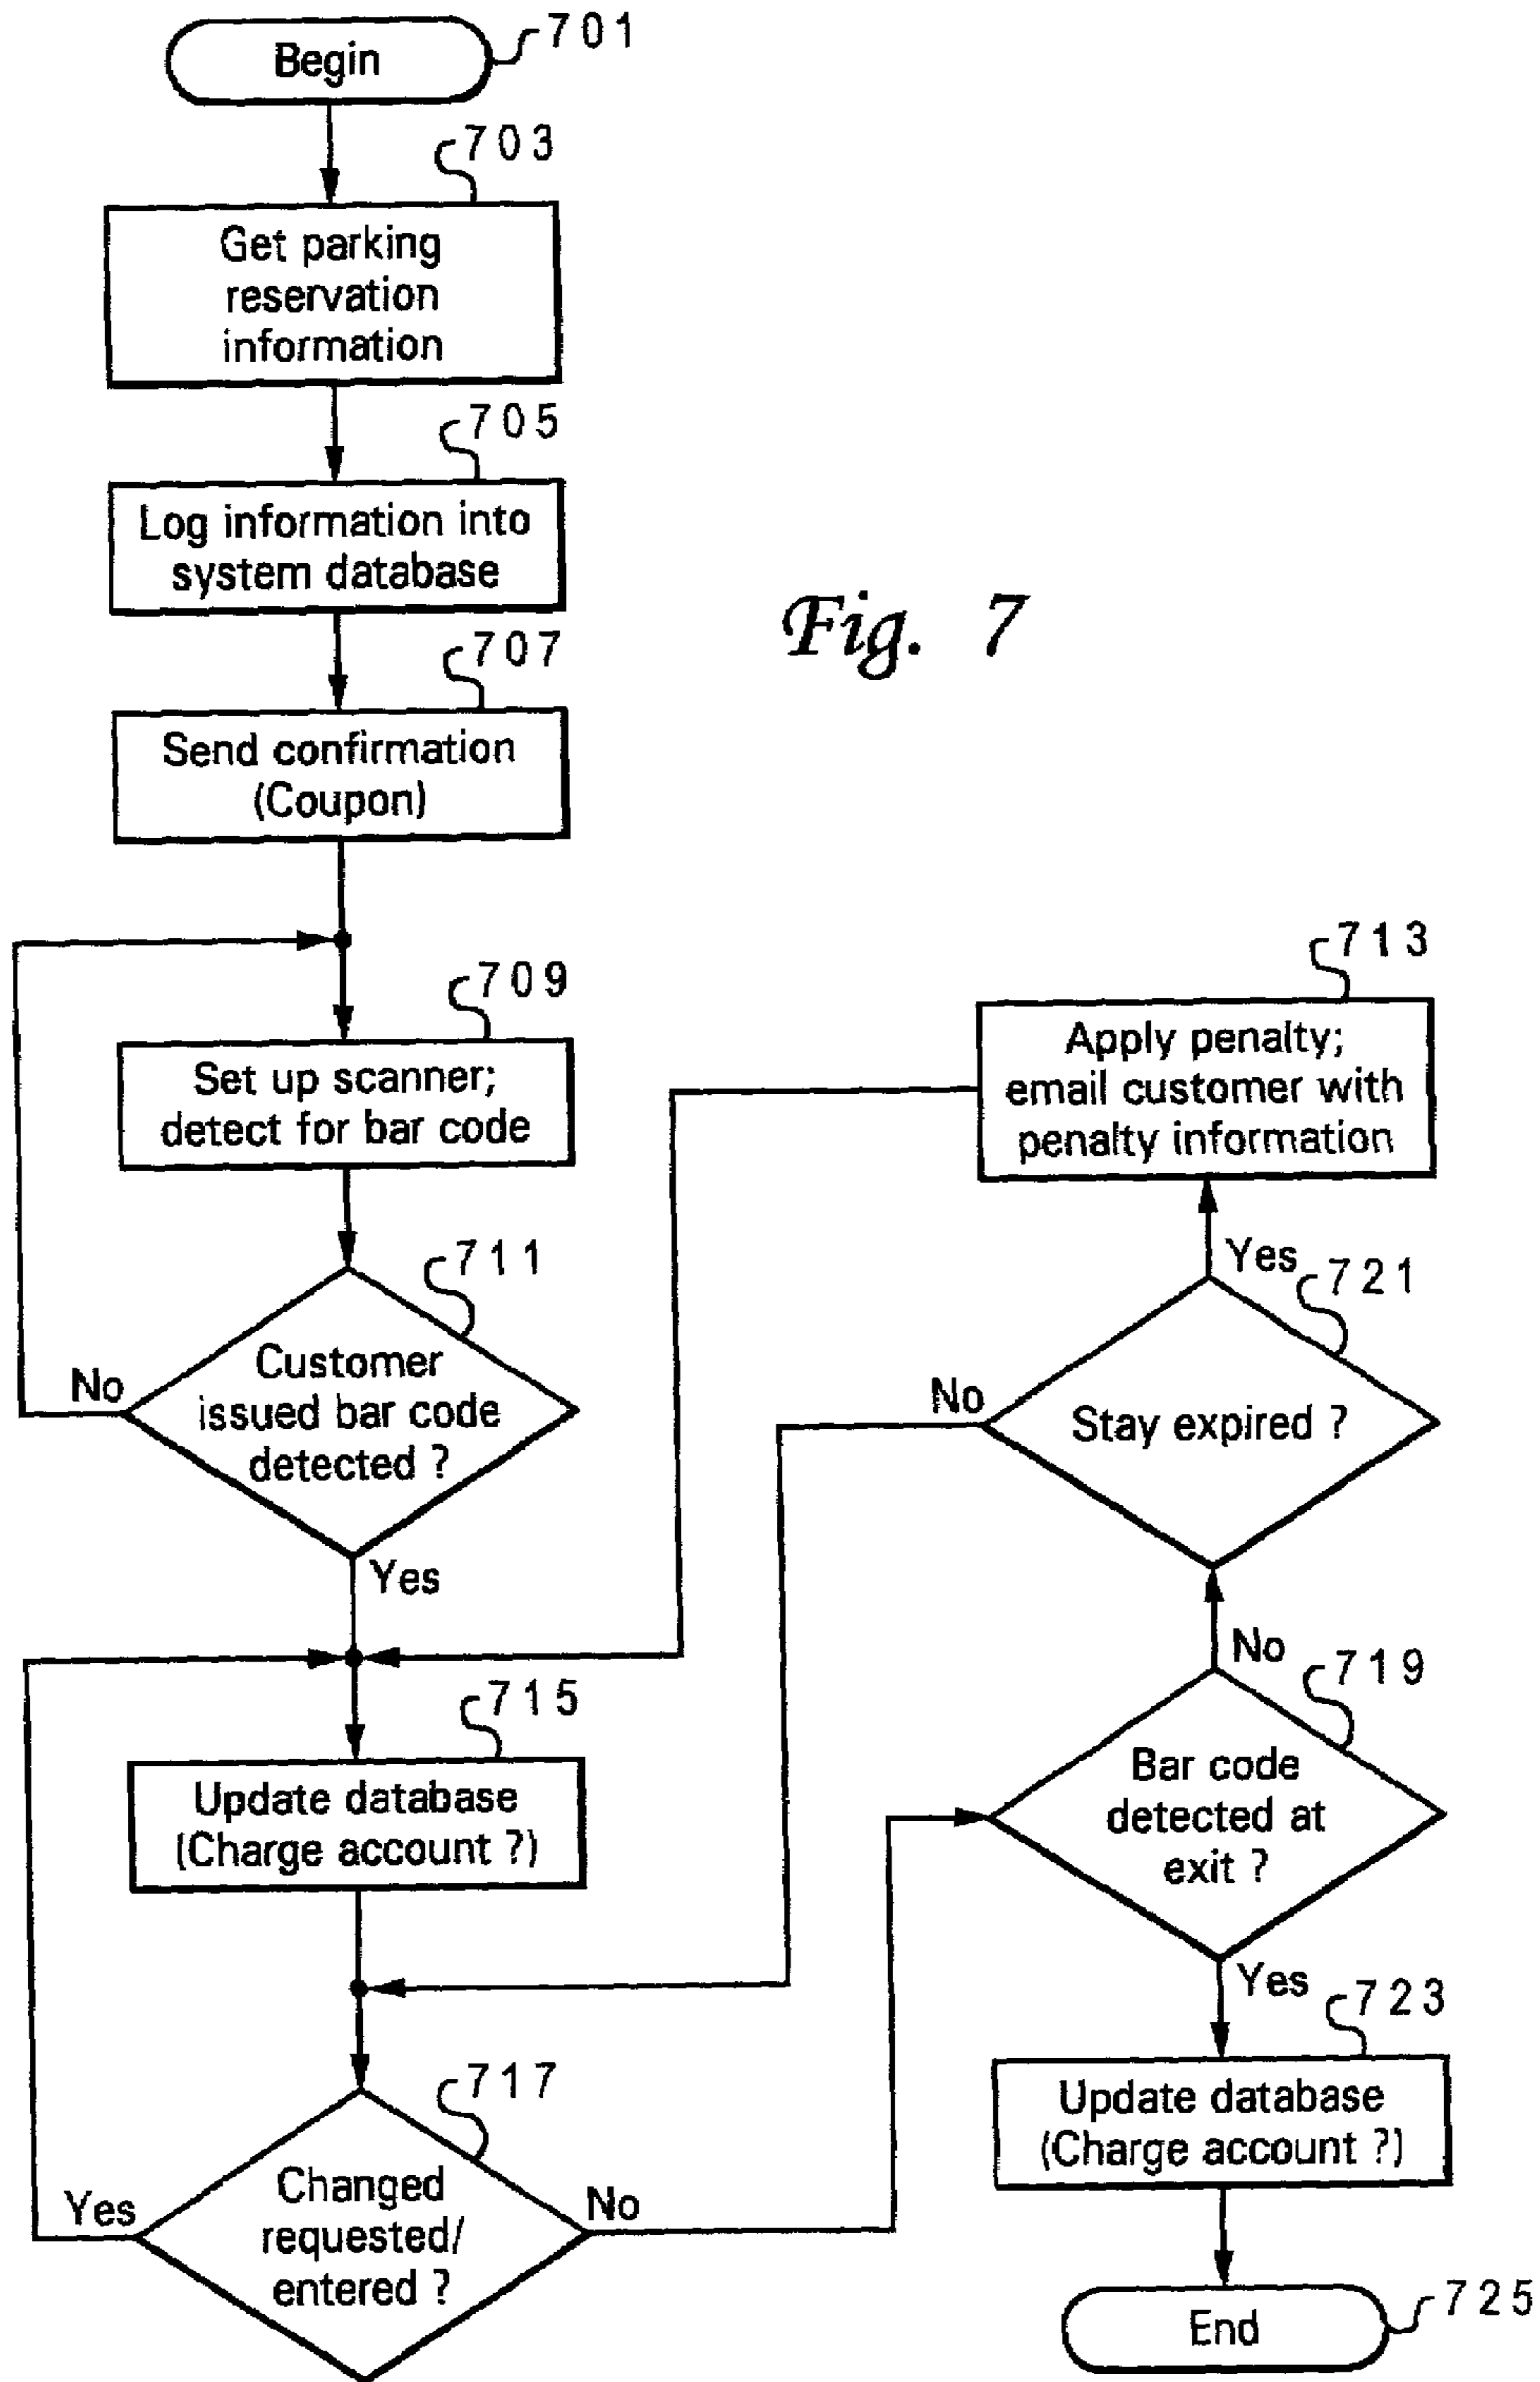 Begin
701
703
Get parking
reservation
information
705
Log information into
system database
707
Send confirmation
(Coupon)
Fig. 7
709
Set up scanner;
detect for bar code
711
Customer
issued bar code
detected ?
No
Yes
715
Update database
(Charge account ?)
717
Changed
requested/
entered ?
Yes
No
713
Apply penalty;
email customer with
penalty information
Yes
721
Stay expired ?
No
No
719
Bar code
detected at
exit ?
Yes
723
Update database
(Charge account ?)
End
725